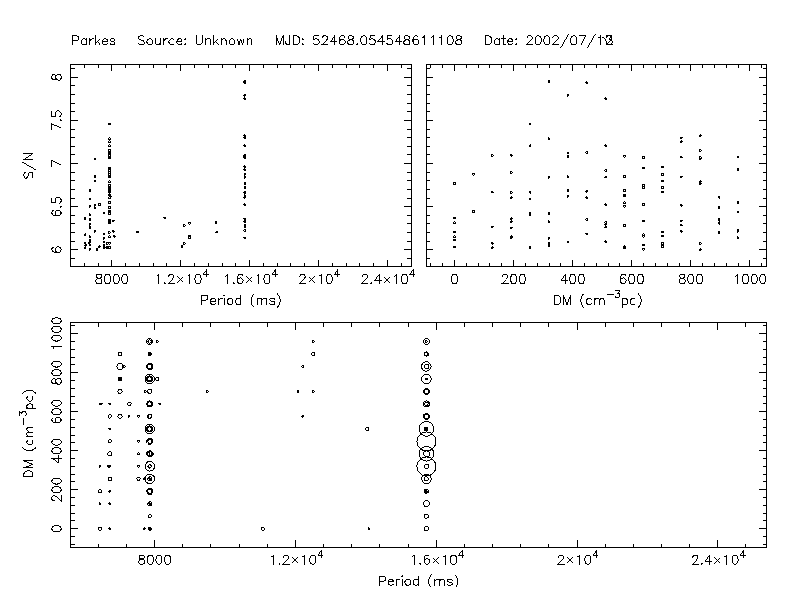 Parkes Source: Unknown MJD: 52468.054548611108 Date: 2002/07/
S/N
8
7.5
7
6.5
6
8000 1.2×10⁴ 1.6×10⁴ 2×10⁴ 2.4×10⁴
Period (ms)
0 200 400 600 800 1000
DM (cm⁻³pc)
DM (cm⁻³pc)
1000
800
600
400
200
0
8000 1.2×10⁴ 1.6×10⁴ 2×10⁴ 2.4×10⁴
Period (ms)